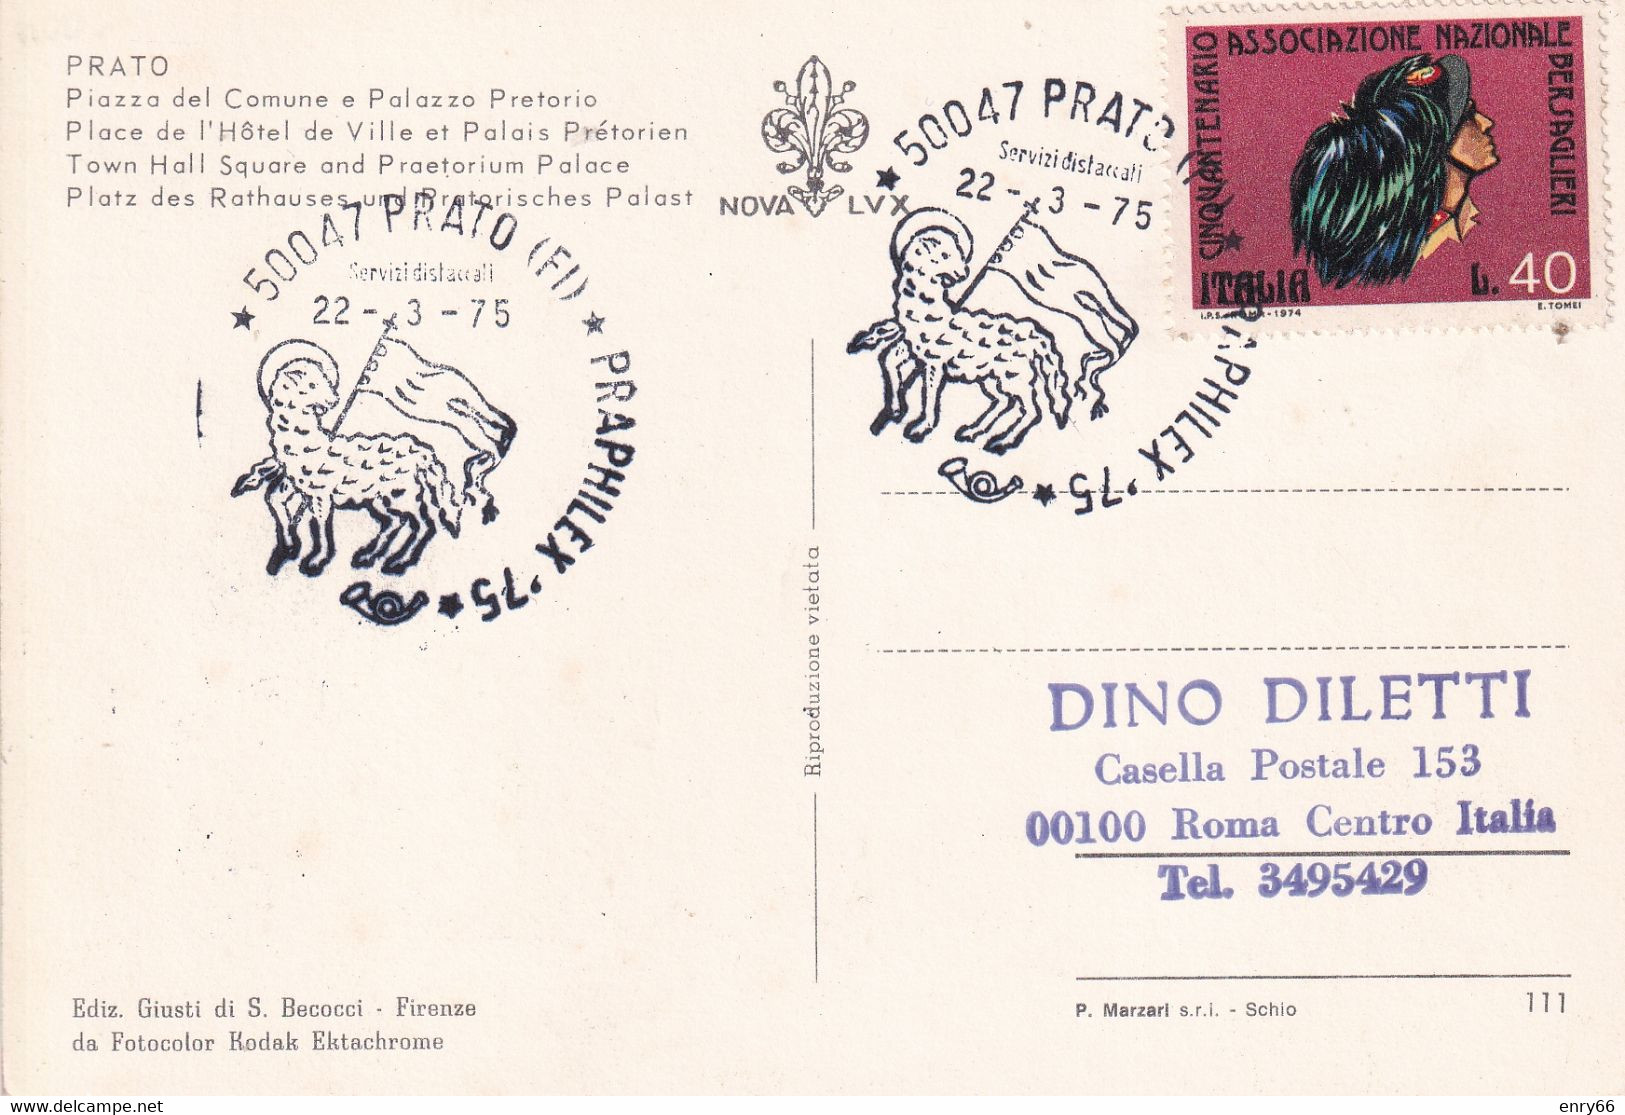 PRATO
Piazza del Comune e Palazzo Pretorio
Place de l'Hôtel de Ville et Palais Prétorien
Town Hall Square and Praetorium Palace
Platz des Rathauses und Pratorisches Palast
NOVA LVX
★ 50047 PRATO (FI) ★ PRAPHILEX '75 ★
Servizi distaccati
22 - 3 - 75
★ 50047 PRATO
Servizi distaccati
22 - 3 - 75
★ PRAPHILEX '75 ★
CINQVANTENARIO ASSOCIAZIONE NAZIONALE BERSAGLIERI
ITALIA L. 40
I.P.S. - ROMA - 1974 E. TOMEI
Riproduzione vietata
DINO DILETTI
Casella Postale 153
00100 Roma Centro Italia
Tel. 3495429
Ediz. Giusti di S. Becocci - Firenze
da Fotocolor Kodak Ektachrome
P. Marzari s.r.l. - Schio
111
delcampe.net
enry66